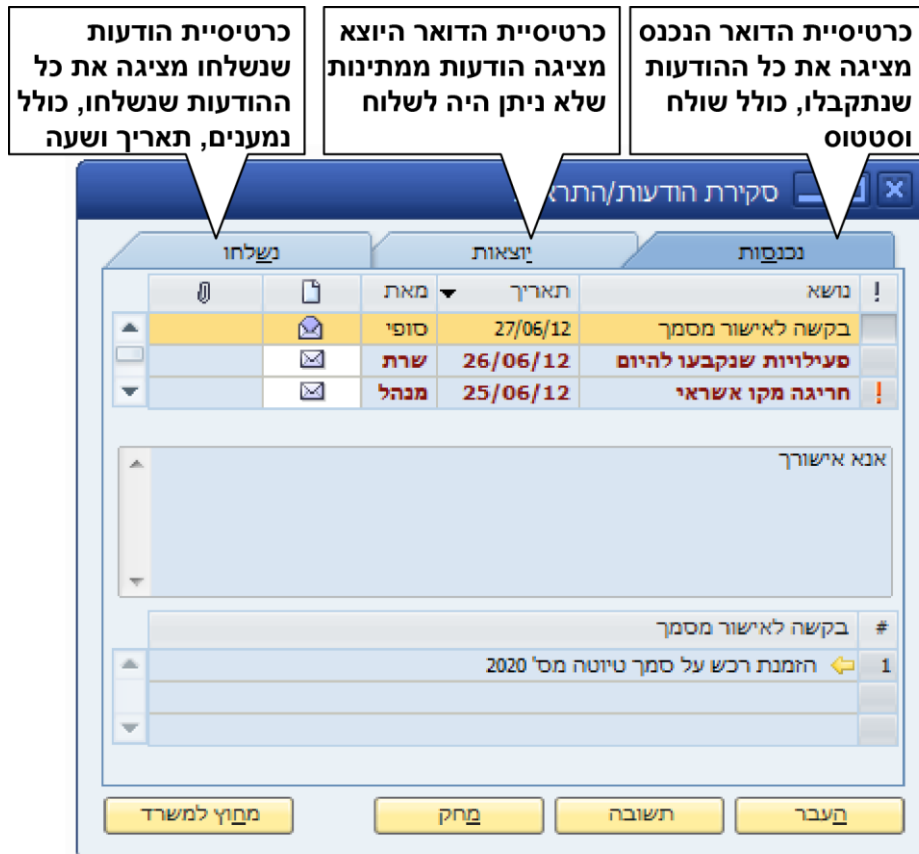 כרטיסיית הדואר הנכנס
מציגה את כל ההודעות
שנתקבלו, כולל שולח
וסטטוס
כרטיסיית הדואר היוצא
מציגה הודעות ממתינות
שלא ניתן היה לשלוח
כרטיסיית הודעות
שנשלחו מציגה את כל
ההודעות שנשלחו, כולל
נמענים, תאריך ושעה
סקירת הודעות/התרא
נכנסות יוצאות נשלחו
! נושא תאריך מאת
בקשה לאישור מסמך 27/06/12 סופי
פעילויות שנקבעו להיום 26/06/12 שרת
! חריגה מקו אשראי 25/06/12 מנהל
אנא אישורך
# בקשה לאישור מסמך
1 הזמנת רכש על סמך טיוטה מס' 2020
העבר תשובה מחק מחוץ למשרד